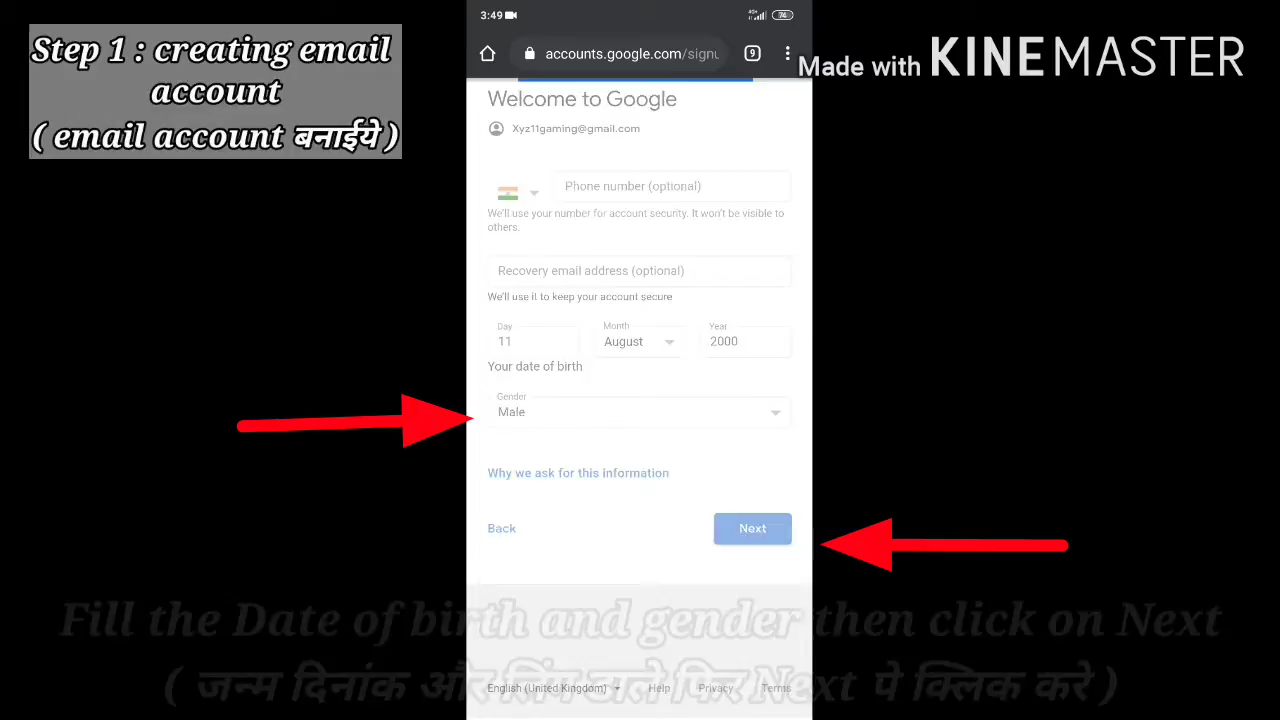 Step 1 : creating email
account
( email account बनाईये )
3:49
4G+
74
accounts.google.com/signu
9
Made with KINEMASTER
Welcome to Google
Xyz11gaming@gmail.com
Phone number (optional)
We'll use your number for account security. It won't be visible to
others.
Recovery email address (optional)
We'll use it to keep your account secure
Day
Month
Year
11
August
2000
Your date of birth
Gender
Male
Why we ask for this information
Back
Next
Fill the Date of birth and gender then click on Next
( जन्म दिनांक और लिंग डाले फिर Next पे क्लिक करे )
English (United Kingdom)
Help
Privacy
Terms